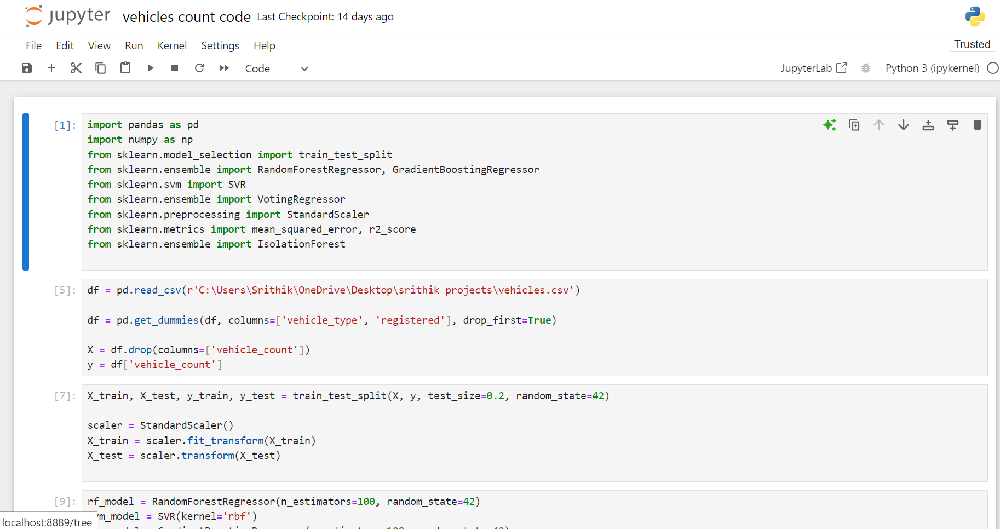 jupyter vehicles count code Last Checkpoint: 14 days ago
File Edit View Run Kernel Settings Help Trusted
Code JupyterLab Python 3 (ipykernel)
[1]: import pandas as pd
import numpy as np
from sklearn.model_selection import train_test_split
from sklearn.ensemble import RandomForestRegressor, GradientBoostingRegressor
from sklearn.svm import SVR
from sklearn.ensemble import VotingRegressor
from sklearn.preprocessing import StandardScaler
from sklearn.metrics import mean_squared_error, r2_score
from sklearn.ensemble import IsolationForest
[5]: df = pd.read_csv(r'C:\Users\Srithik\OneDrive\Desktop\srithik projects\vehicles.csv')
df = pd.get_dummies(df, columns=['vehicle_type', 'registered'], drop_first=True)
X = df.drop(columns=['vehicle_count'])
y = df['vehicle_count']
[7]: X_train, X_test, y_train, y_test = train_test_split(X, y, test_size=0.2, random_state=42)
scaler = StandardScaler()
X_train = scaler.fit_transform(X_train)
X_test = scaler.transform(X_test)
[9]: rf_model = RandomForestRegressor(n_estimators=100, random_state=42)
vm_model = SVR(kernel='rbf')
localhost:8889/tree